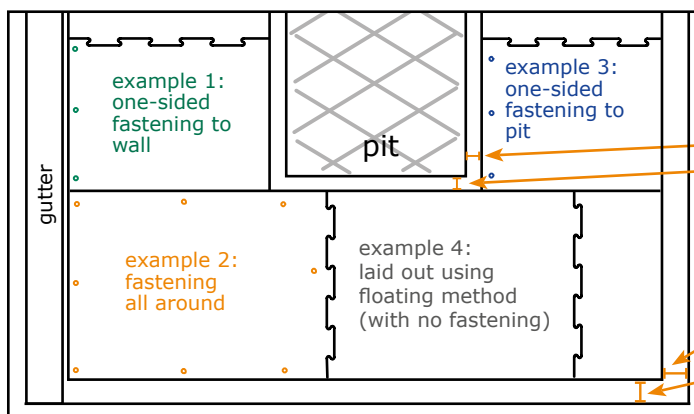 example 1:
one-sided
fastening to
wall
pit
example 3:
one-sided
fastening to
pit
gutter
example 2:
fastening
all around
example 4:
laid out using
floating method
(with no fastening)